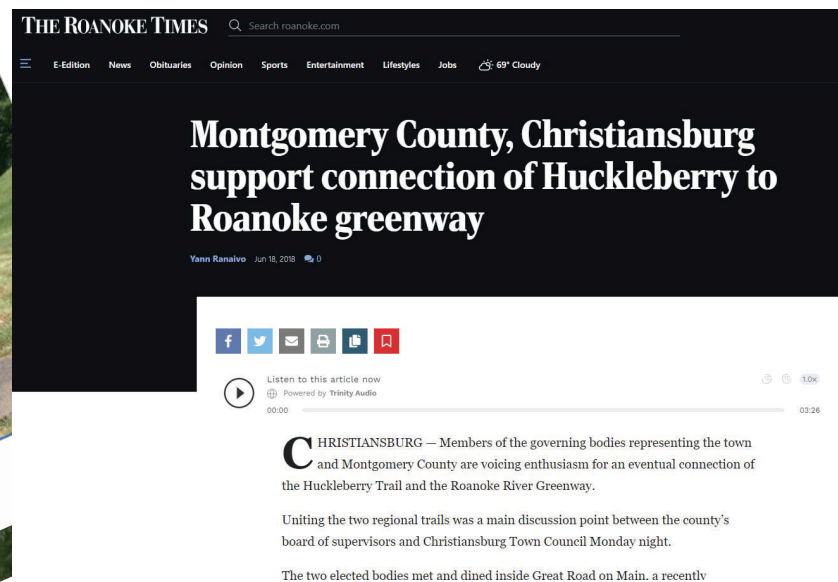 THE ROANOKE TIMES
Search roanoke.com
E-Edition News Obituaries Opinion Sports Entertainment Lifestyles Jobs 69° Cloudy
Montgomery County, Christiansburg
support connection of Huckleberry to
Roanoke greenway
Yann Ranaivo Jun 18, 2018 0
Listen to this article now
1.0x
Powered by Trinity Audio
00:00 03:26
CHRISTIANSBURG — Members of the governing bodies representing the town
and Montgomery County are voicing enthusiasm for an eventual connection of
the Huckleberry Trail and the Roanoke River Greenway.
Uniting the two regional trails was a main discussion point between the county's
board of supervisors and Christiansburg Town Council Monday night.
The two elected bodies met and dined inside Great Road on Main, a recently